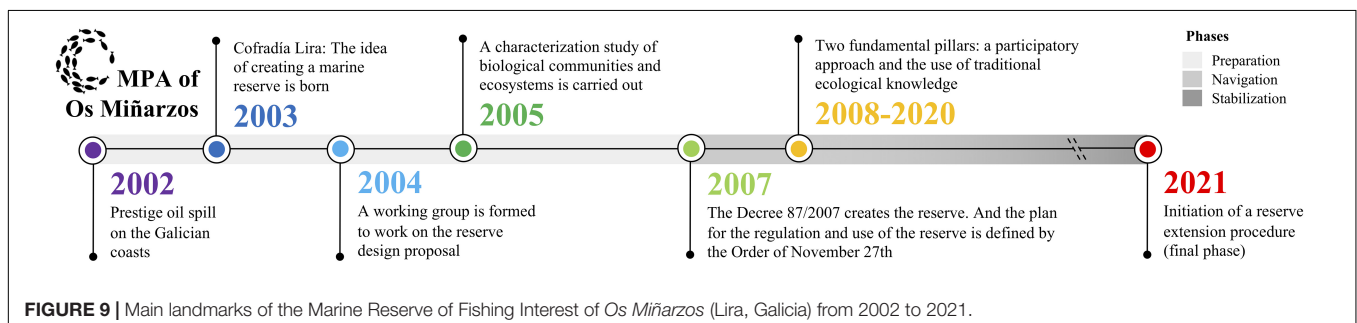 MPA of
Os Miñarzos
Cofradía Lira: The idea
of creating a marine
reserve is born
2003
A characterization study of
biological communities and
ecosystems is carried out
2005
Two fundamental pillars: a participatory
approach and the use of traditional
ecological knowledge
2008-2020
Phases
Preparation
Navigation
Stabilization
2002
Prestige oil spill
on the Galician
coasts
2004
A working group is formed
to work on the reserve
design proposal
2007
The Decree 87/2007 creates the reserve. And the plan
for the regulation and use of the reserve is defined by
the Order of November 27th
2021
Initiation of a reserve
extension procedure
(final phase)
FIGURE 9 | Main landmarks of the Marine Reserve of Fishing Interest of Os Miñarzos (Lira, Galicia) from 2002 to 2021.